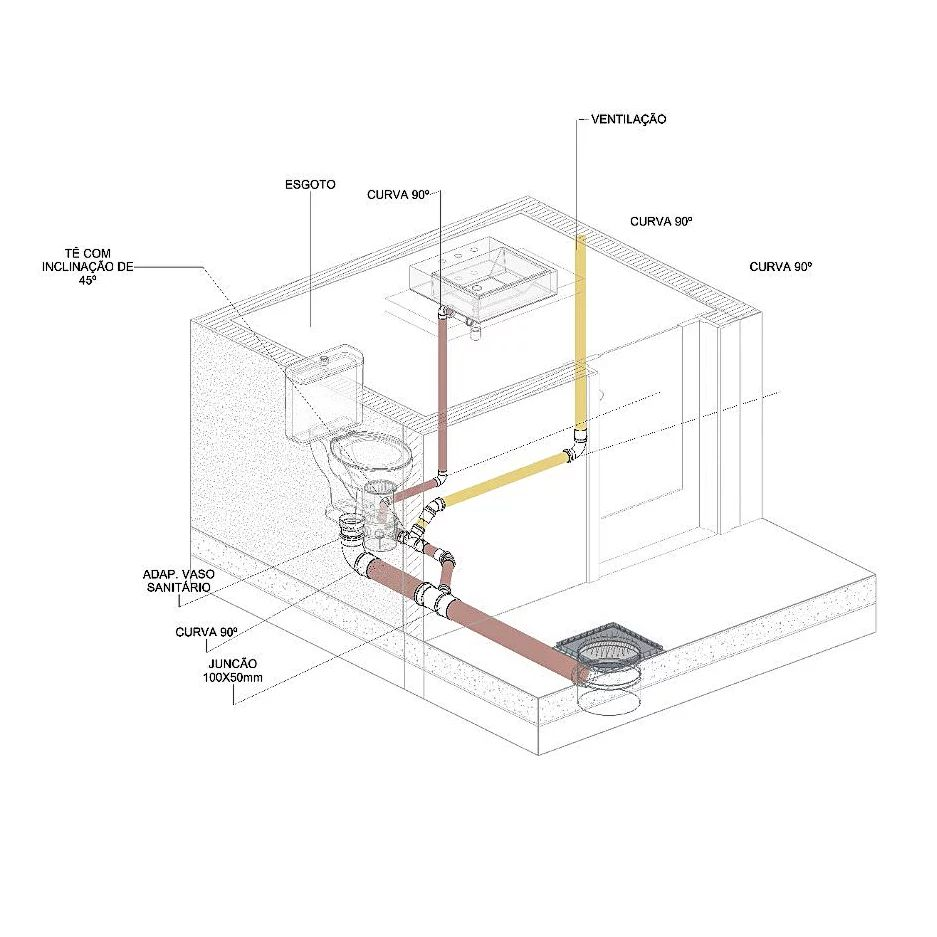 VENTILAÇÃO
ESGOTO
CURVA 90º
CURVA 90º
TÊ COM
INCLINAÇÃO DE
45º
CURVA 90º
ADAP. VASO
SANITÁRIO
CURVA 90º
JUNCÃO
100X50mm